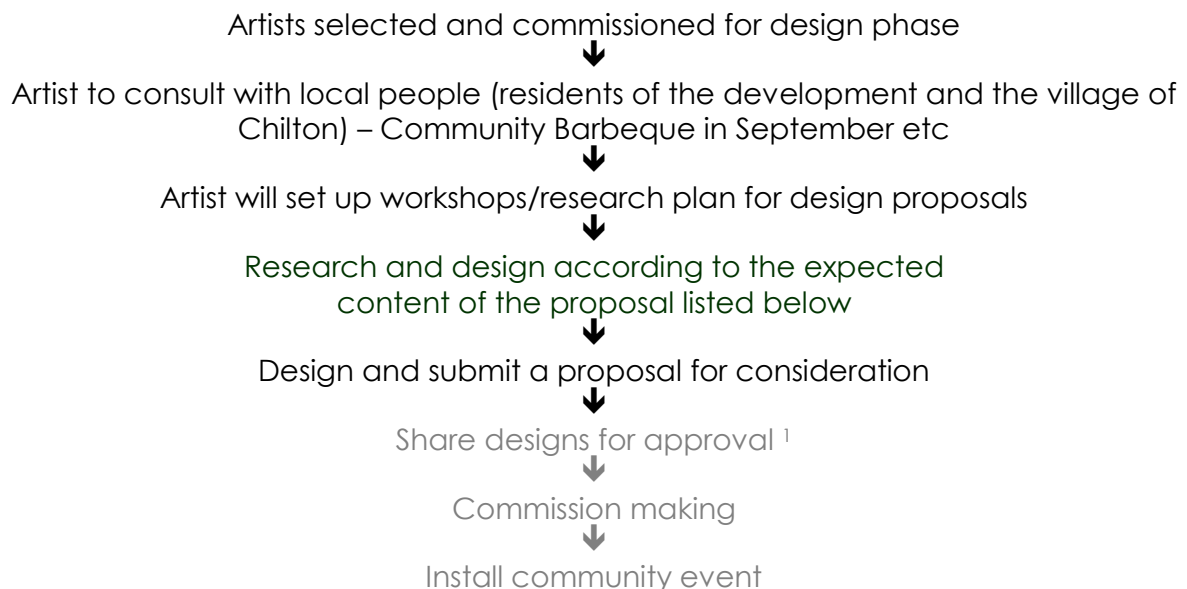 Artists selected and commissioned for design phase
Artist to consult with local people (residents of the development and the village of
Chilton) – Community Barbeque in September etc
Artist will set up workshops/research plan for design proposals
Research and design according to the expected
content of the proposal listed below
Design and submit a proposal for consideration
Share designs for approval ¹
Commission making
Install community event